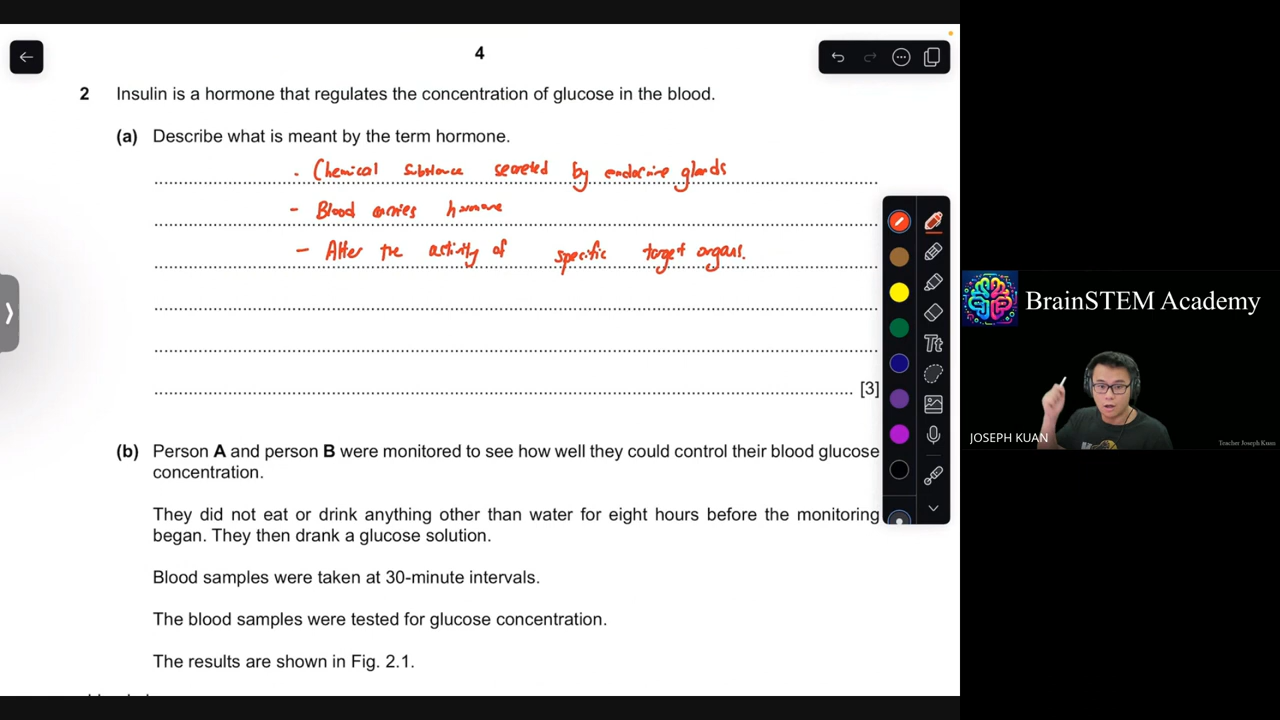 4
2 Insulin is a hormone that regulates the concentration of glucose in the blood.
(a) Describe what is meant by the term hormone.
. Chemical substance secreted by endocrine glands
- Blood carries hormone
- Alter the activity of specific target organs.
[3]
(b) Person A and person B were monitored to see how well they could control their blood glucose
concentration.
They did not eat or drink anything other than water for eight hours before the monitoring
began. They then drank a glucose solution.
Blood samples were taken at 30-minute intervals.
The blood samples were tested for glucose concentration.
The results are shown in Fig. 2.1.
Tt
BrainSTEM Academy
JOSEPH KUAN
Teacher Joseph Kuan